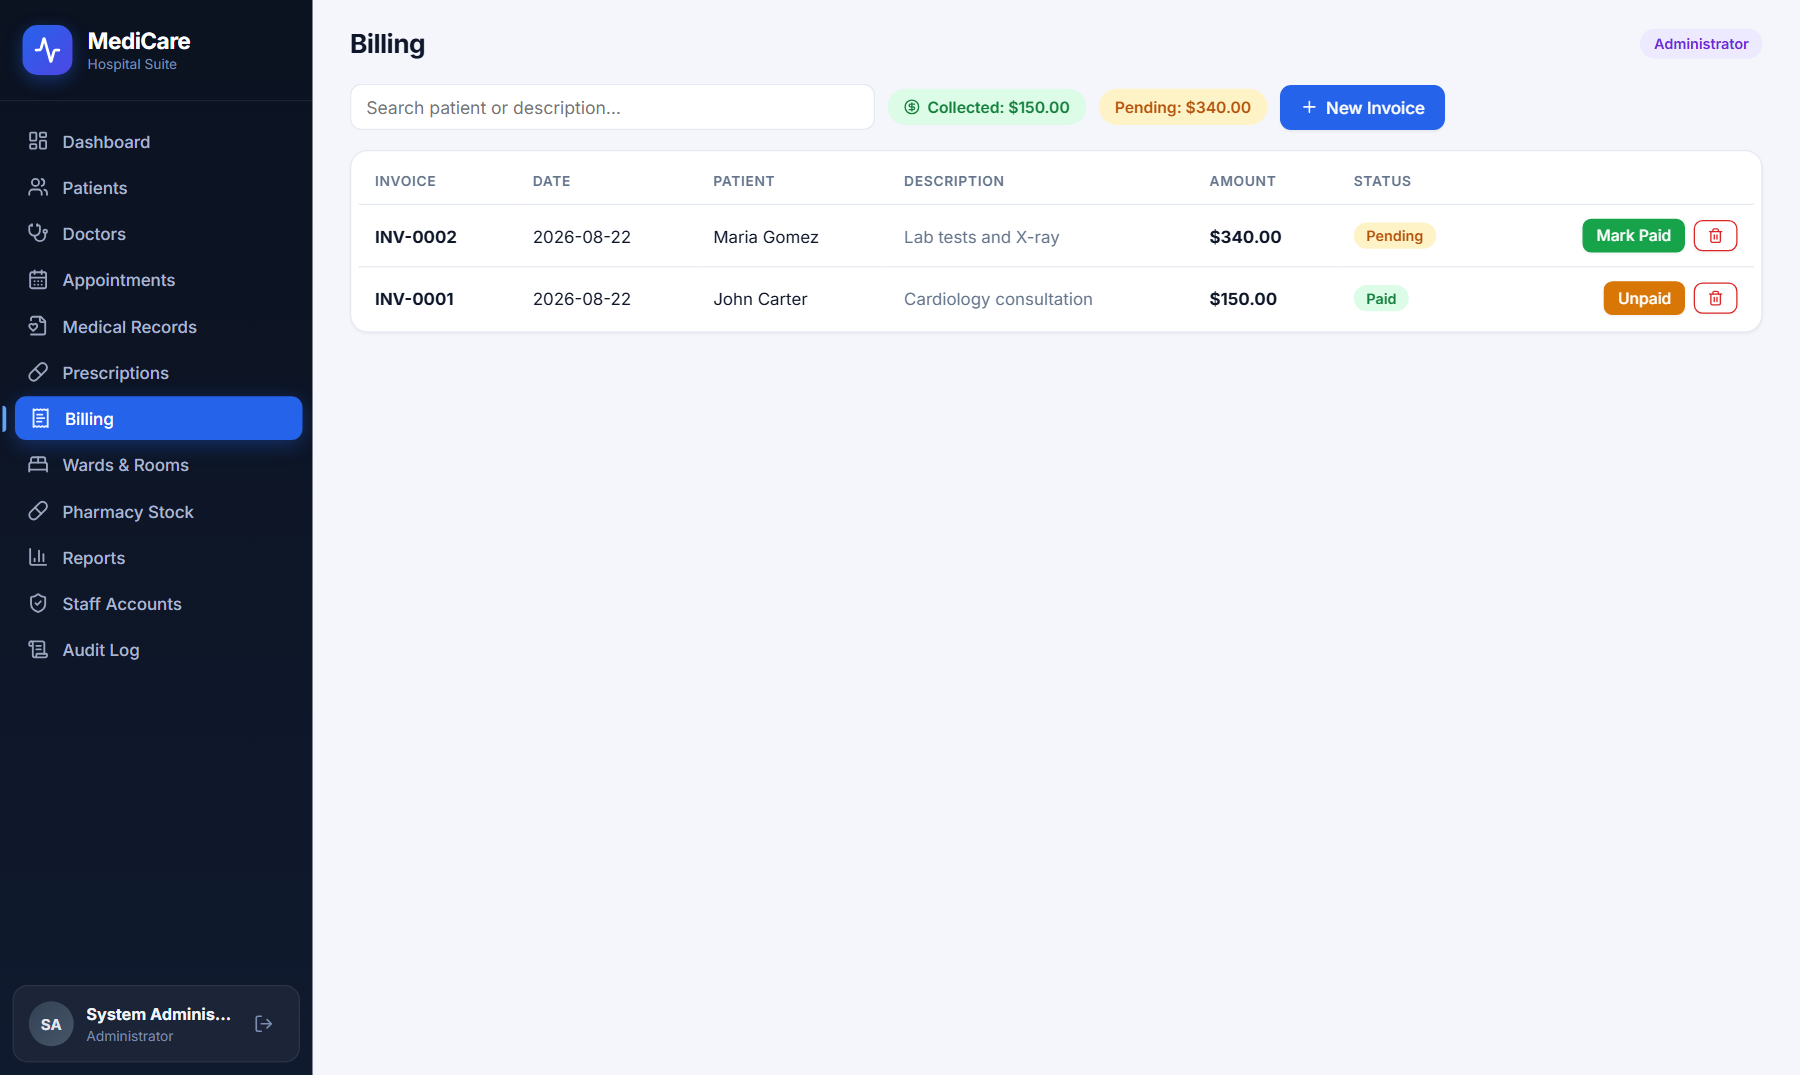 MediCare
Hospital Suite
Dashboard
Patients
Doctors
Appointments
Medical Records
Prescriptions
Billing
Wards & Rooms
Pharmacy Stock
Reports
Staff Accounts
Audit Log
SA
System Adminis...
Administrator
Billing
Administrator
Search patient or description...
Collected: $150.00
Pending: $340.00
+ New Invoice
INVOICE DATE PATIENT DESCRIPTION AMOUNT STATUS
INV-0002 2026-08-22 Maria Gomez Lab tests and X-ray $340.00 Pending Mark Paid
INV-0001 2026-08-22 John Carter Cardiology consultation $150.00 Paid Unpaid